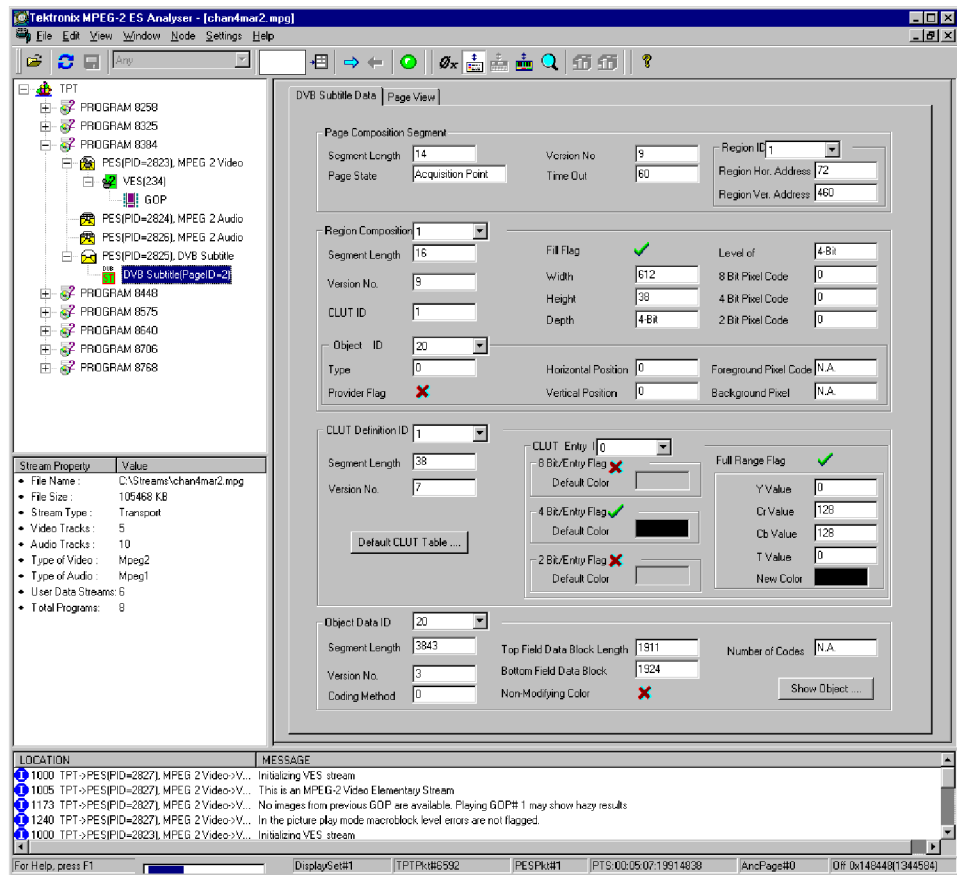 Tektronix MPEG-2 ES Analyser - [chan4mar2.mpg]
File Edit View Window Node Settings Help
Any
TPT
PROGRAM 8258
PROGRAM 8325
PROGRAM 8384
PES(PID=2823), MPEG 2 Video
VES(234)
GOP
PES(PID=2824), MPEG 2 Audio
PES(PID=2826), MPEG 2 Audio
PES(PID=2825), DVB Subtitle
DVB Subtitle(PageID=2)
PROGRAM 8448
PROGRAM 8575
PROGRAM 8640
PROGRAM 8706
PROGRAM 8768
Stream Property Value
File Name : C:\Streams\chan4mar2.mpg
File Size : 105468 KB
Stream Type : Transport
Video Tracks : 5
Audio Tracks : 10
Type of Video : Mpeg2
Type of Audio : Mpeg1
User Data Streams: 6
Total Programs: 8
DVB Subtitle Data Page View
Page Composition Segment
Segment Length 14 Version No 9 Region ID 1
Page State Acquisition Point Time Out 60 Region Hor. Address 72
Region Ver. Address 460
Region Composition 1
Segment Length 16 Fill Flag Level of 4-Bit
Version No. 9 Width 612 8 Bit Pixel Code 0
Height 38 4 Bit Pixel Code 0
CLUT ID 1 Depth 4-Bit 2 Bit Pixel Code 0
Object ID 20
Type 0 Horizontal Position 0 Foreground Pixel Code N.A.
Provider Flag Vertical Position 0 Background Pixel N.A.
CLUT Definition ID 1
Segment Length 38
Version No. 7
Default CLUT Table ....
CLUT Entry I 0
8 Bit/Entry Flag
Default Color
4 Bit/Entry Flag
Default Color
2 Bit/Entry Flag
Default Color
Full Range Flag
Y Value 0
Cr Value 128
Cb Value 128
T Value 0
New Color
Object Data ID 20
Segment Length 3843 Top Field Data Block Length 1911 Number of Codes N.A.
Version No. 3 Bottom Field Data Block 1924
Coding Method 0 Non-Modifying Color Show Object ....
LOCATION MESSAGE
1000 TPT->PES(PID=2827), MPEG 2 Video->V... Initializing VES stream
1005 TPT->PES(PID=2827), MPEG 2 Video->V... This is an MPEG-2 Video Elementary Stream
1173 TPT->PES(PID=2827), MPEG 2 Video->V... No images from previous GOP are available. Playing GOP# 1 may show hazy results
1240 TPT->PES(PID=2827), MPEG 2 Video->V... In the picture play mode macroblock level errors are not flagged.
1000 TPT->PES(PID=2823), MPEG 2 Video->V... Initializing VES stream
For Help, press F1 DisplaySet#1 TPTPkt#6592 PESPkt#1 PTS:00:05:07:19914838 AncPage#0 Off 0x148448(1344584)